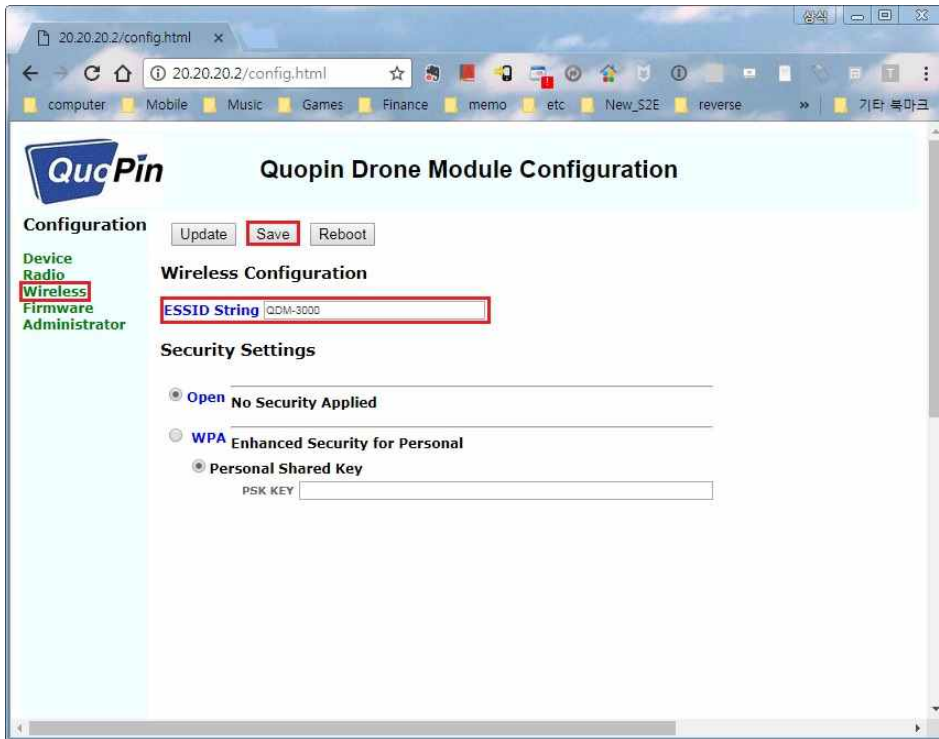 상식
20.20.20.2/config.html
20.20.20.2/config.html
computer Mobile Music Games Finance memo etc New_S2E reverse » 기타 북마크
QuoPin
Quopin Drone Module Configuration
Configuration
Device
Radio
Wireless
Firmware
Administrator
Update Save Reboot
Wireless Configuration
ESSID String QDM-3000
Security Settings
Open No Security Applied
WPA Enhanced Security for Personal
Personal Shared Key
PSK KEY